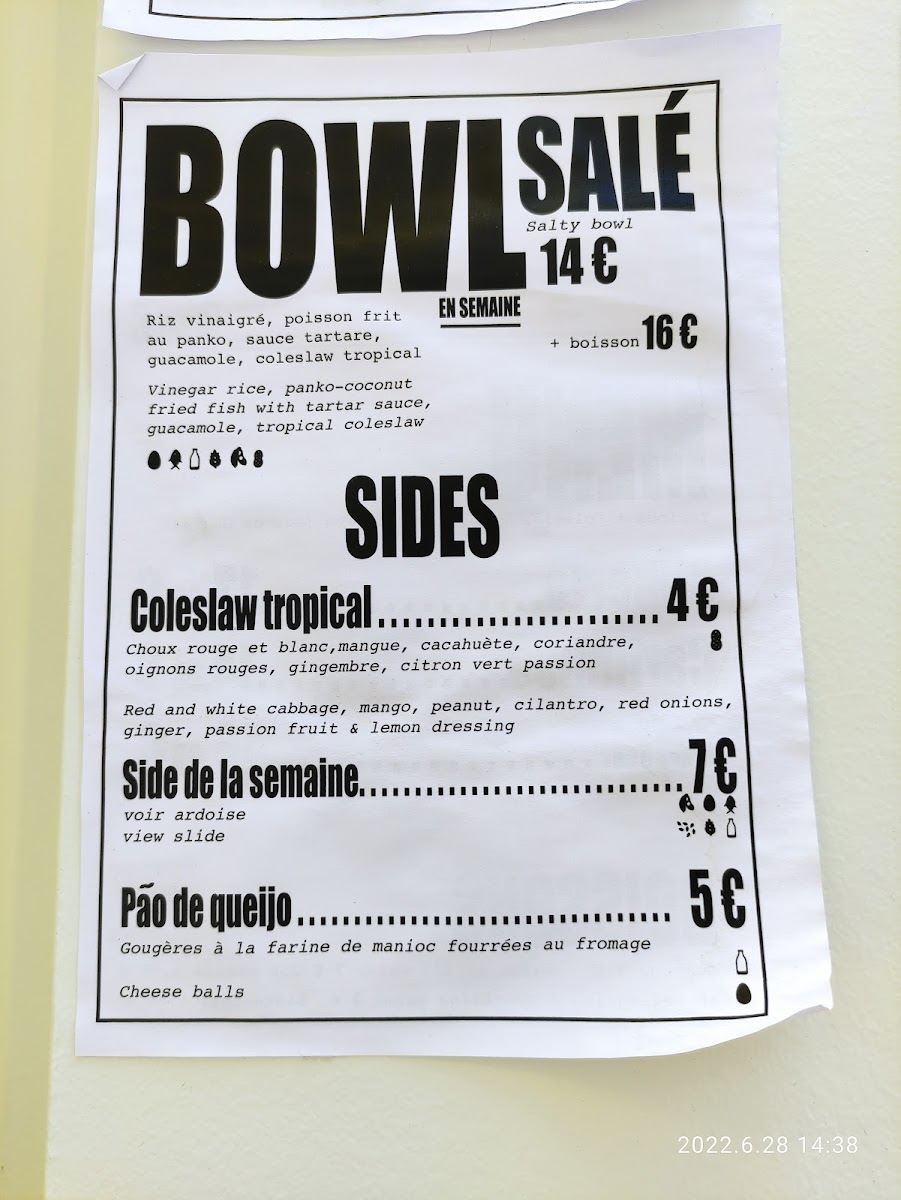 BOWL SALÉ
Salty bowl
14 €
EN SEMAINE
Riz vinaigré, poisson frit
au panko, sauce tartare,
guacamole, coleslaw tropical
+ boisson 16 €
Vinegar rice, panko-coconut
fried fish with tartar sauce,
guacamole, tropical coleslaw
SIDES
Coleslaw tropical ........................ 4 €
Choux rouge et blanc,mangue, cacahuète, coriandre,
oignons rouges, gingembre, citron vert passion
Red and white cabbage, mango, peanut, cilantro, red onions,
ginger, passion fruit & lemon dressing
Side de la semaine........................... 7 €
voir ardoise
view slide
Pão de queijo ............................... 5 €
Gougères à la farine de manioc fourrées au fromage
Cheese balls
2022.6.28 14:38